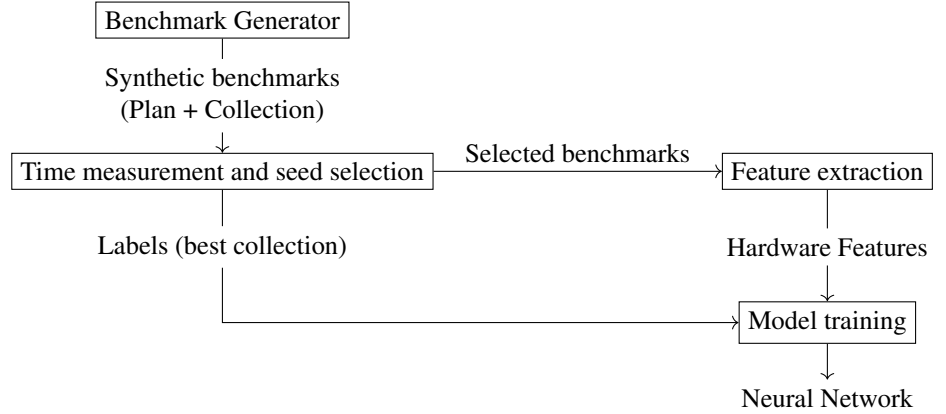 Benchmark Generator
Synthetic benchmarks
(Plan + Collection)
Time measurement and seed selection
Selected benchmarks
Feature extraction
Labels (best collection)
Hardware Features
Model training
Neural Network